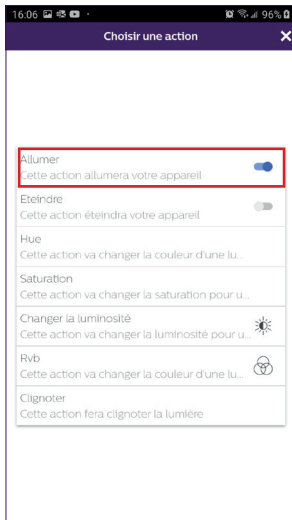 16:06
96%
Choisir une action
Allumer
Cette action allumera votre appareil
Eteindre
Cette action éteindra votre appareil
Hue
Cette action va changer la couleur d'une lu...
Saturation
Cette action va changer la saturation pour u...
Changer la luminosité
Cette action va changer la luminosité pour u...
Rvb
Cette action va changer la couleur d'une lu...
Clignoter
Cette action fera clignoter la lumière